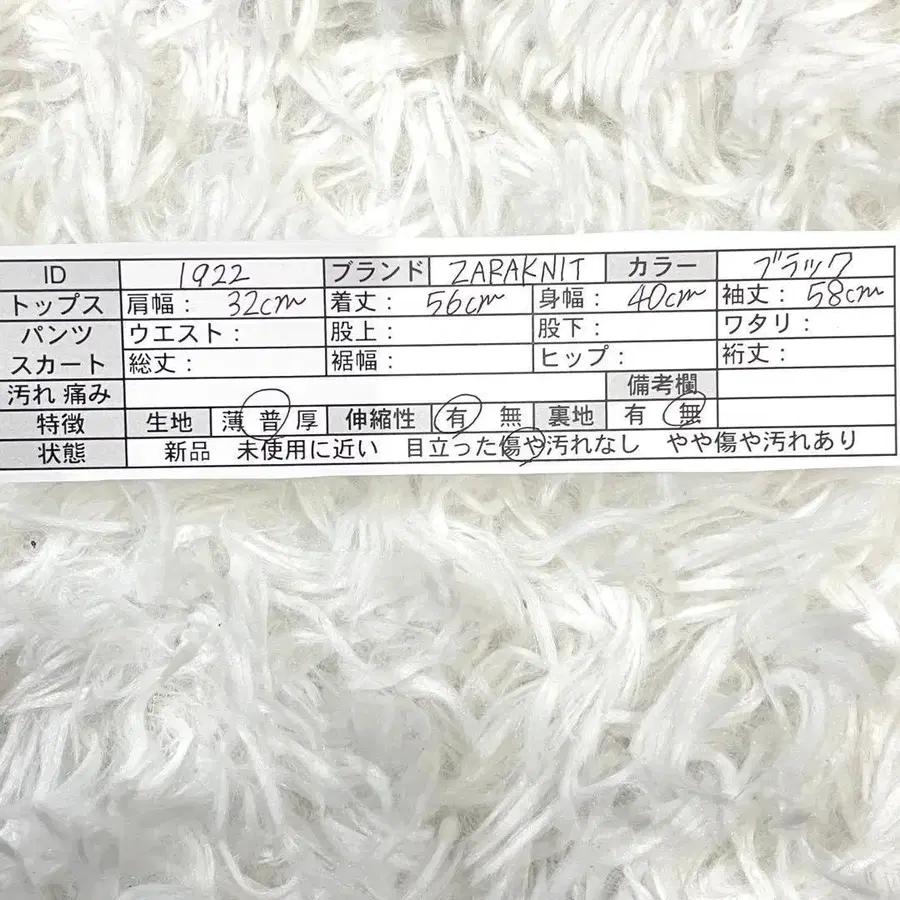 ID 1922 ブランド ZARAKNIT カラー ブラック
トップス 肩幅： 32cm 着丈： 56cm 身幅： 40cm 袖丈： 58cm
パンツ ウエスト： 股上： 股下： ワタリ：
スカート 総丈： 裾幅： ヒップ： 裄丈：
汚れ 痛み 備考欄
特徴 生地 薄 普 厚 伸縮性 有 無 裏地 有 無
状態 新品 未使用に近い 目立った傷や汚れなし やや傷や汚れあり